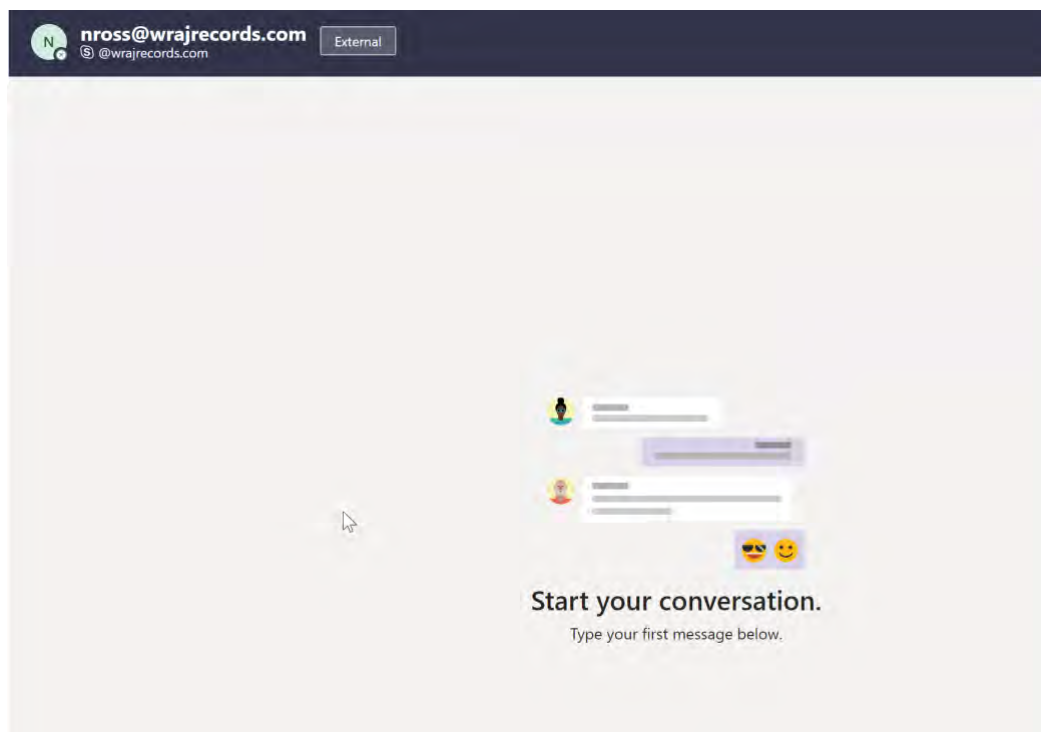 N
nross@wrajrecords.com
External
S @wrajrecords.com
Start your conversation.
Type your first message below.